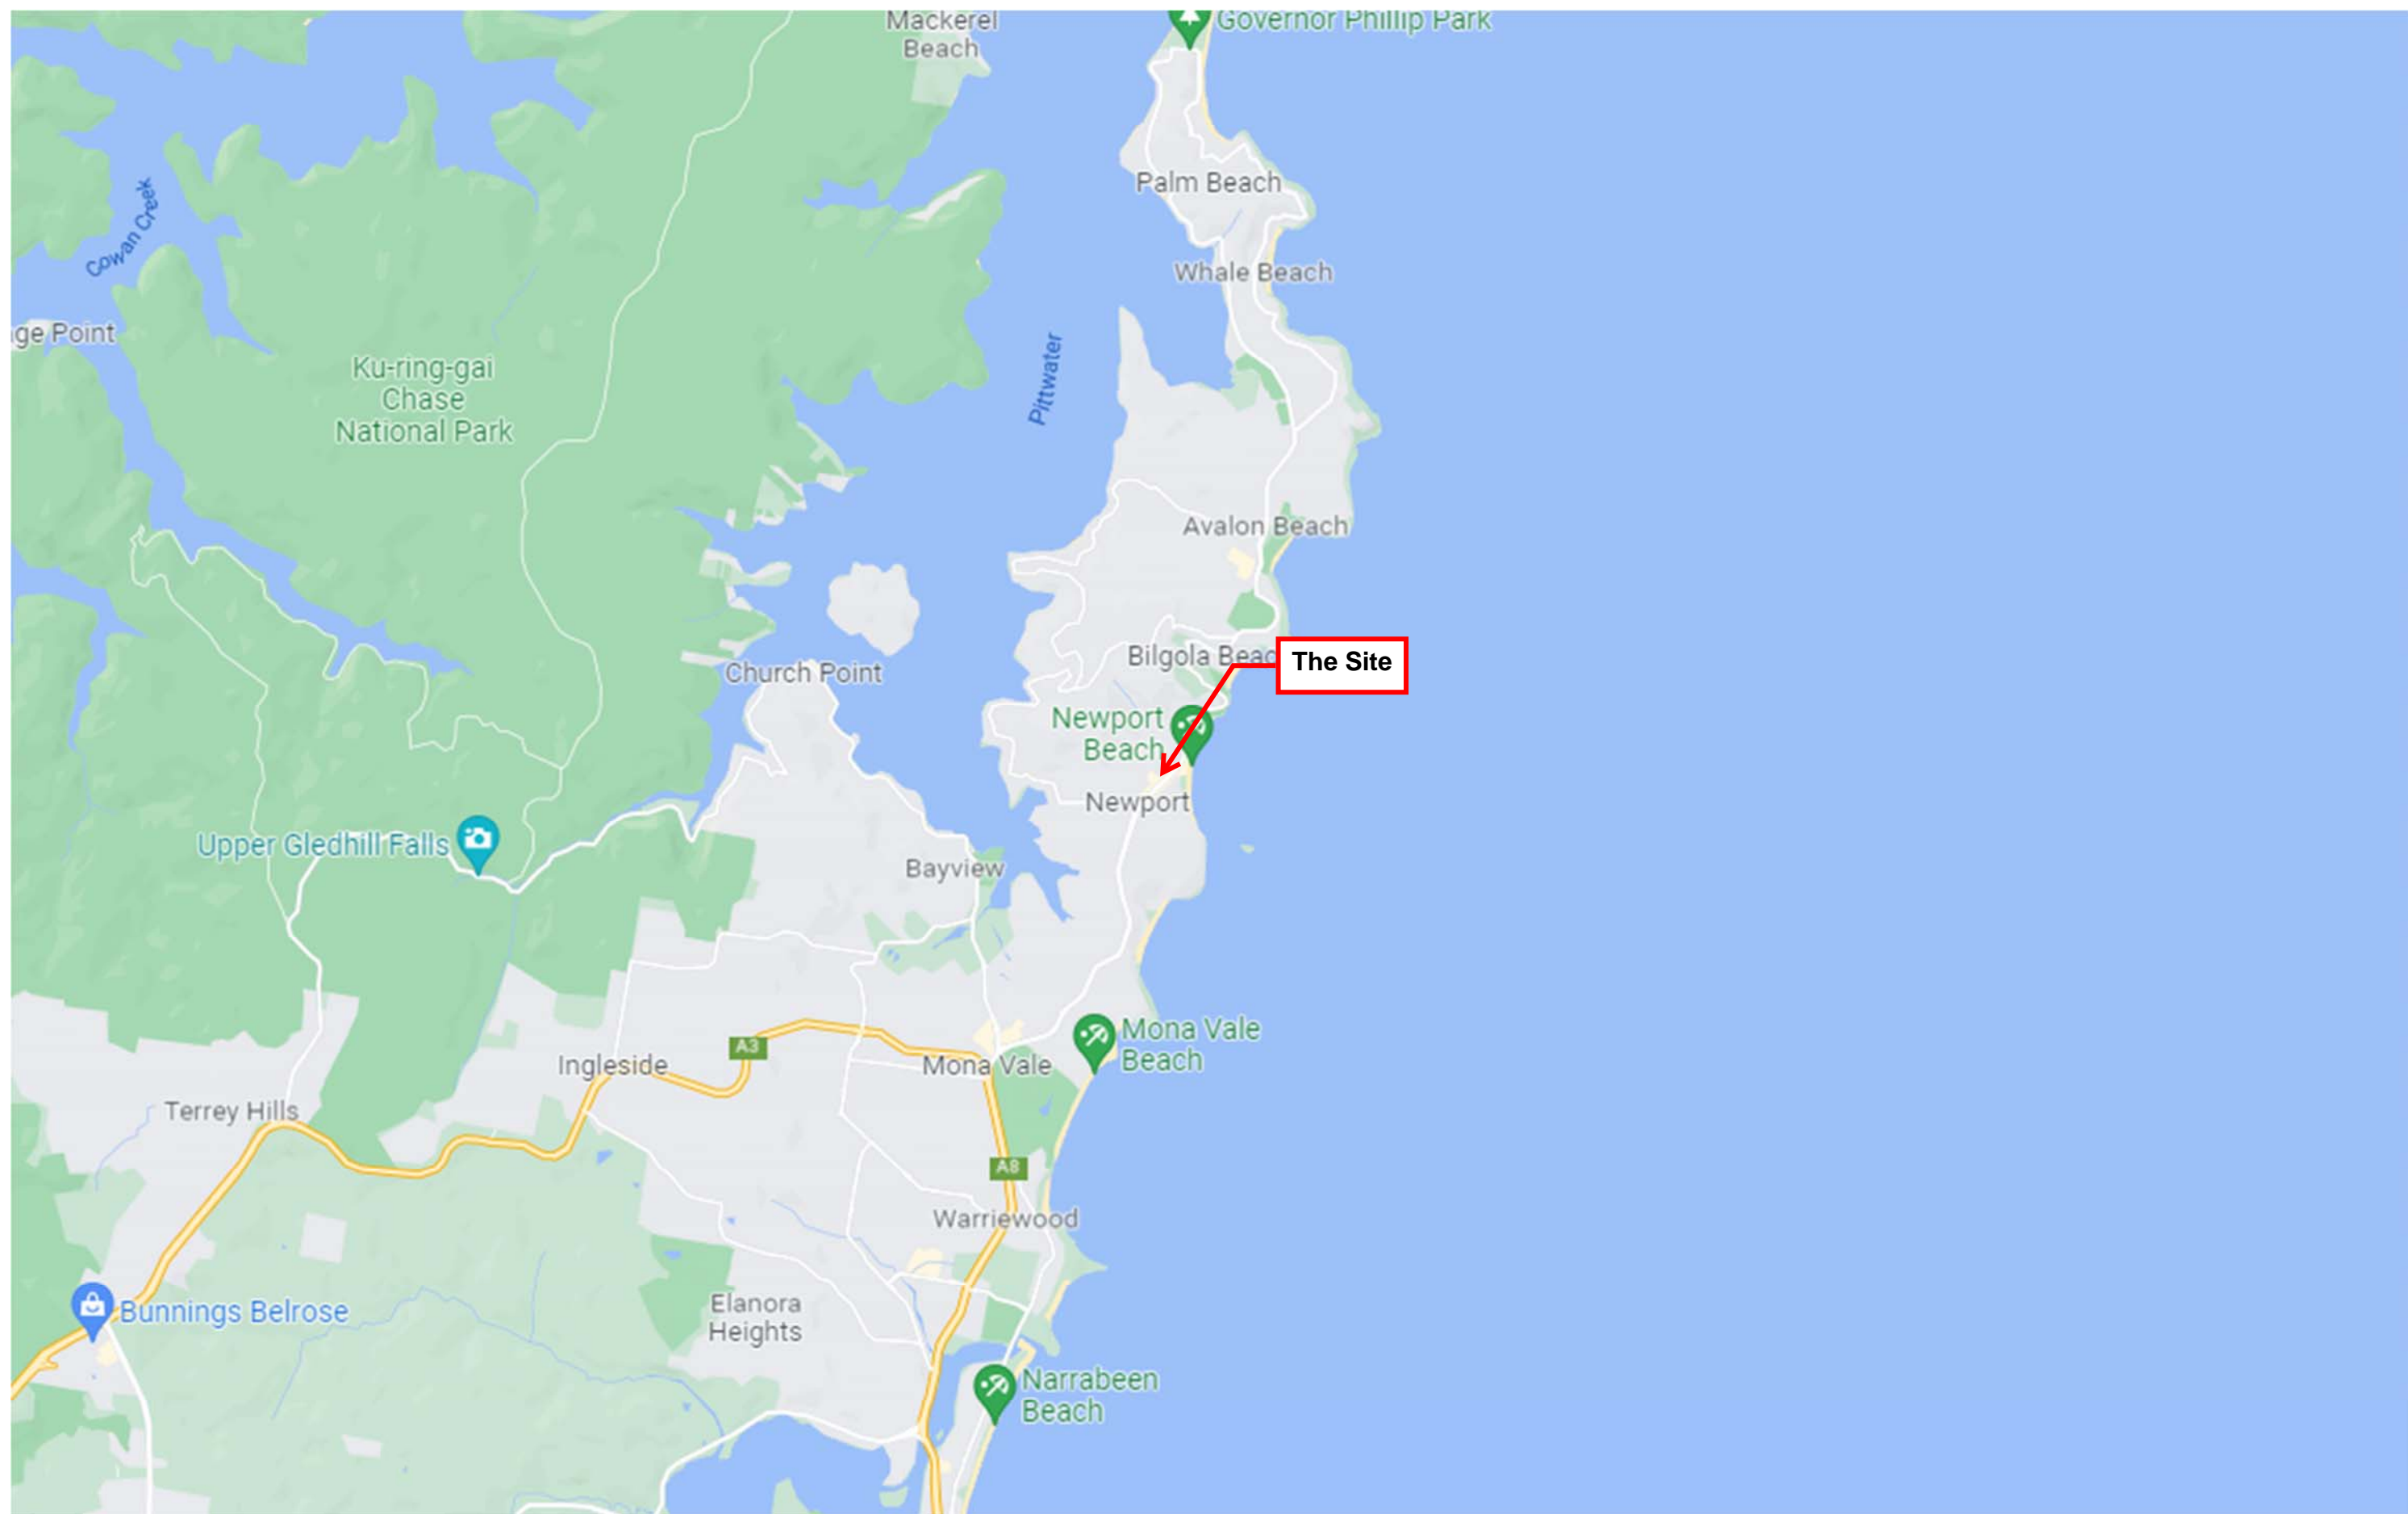 Mackerel
Beach
Governor Phillip Park
Palm Beach
Cowan Creek
Whale Beach
ge Point
Pittwater
Ku-ring-gai
Chase
National Park
Avalon Beach
Bilgola Beac
The Site
Church Point
Newport
Beach
Newport
Upper Gledhill Falls
Bayview
Mona Vale
Beach
A3
Ingleside
Mona Vale
Terrey Hills
A8
Warriewood
Elanora
Heights
Bunnings Belrose
Narrabeen
Beach